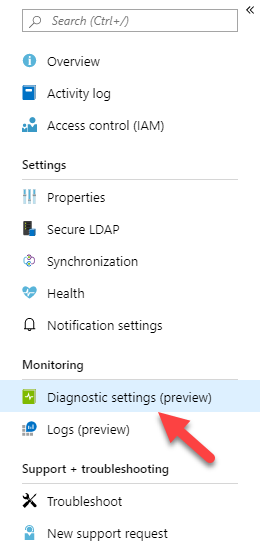 «
Search (Ctrl+/)
Overview
Activity log
Access control (IAM)
Settings
Properties
Secure LDAP
Synchronization
Health
Notification settings
Monitoring
Diagnostic settings (preview)
Logs (preview)
Support + troubleshooting
Troubleshoot
New support request